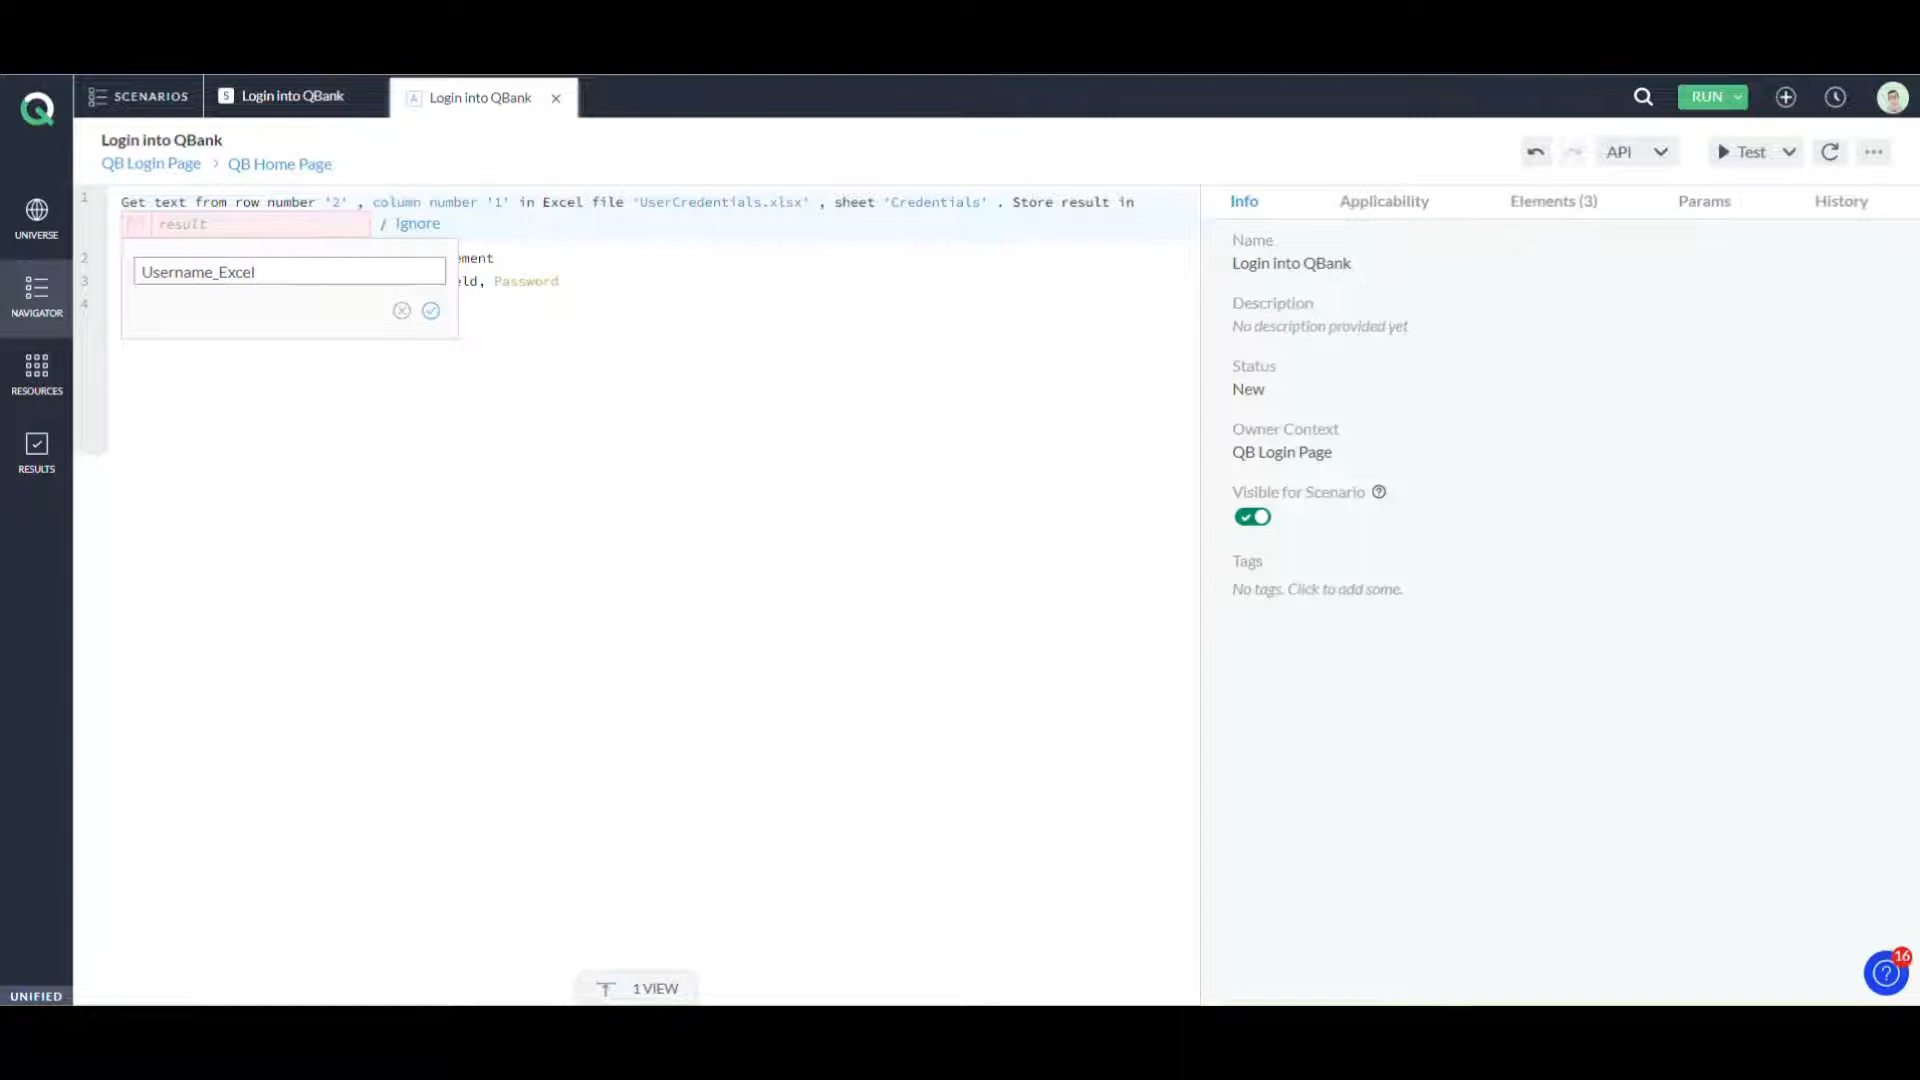 SCENARIOS
S Login into QBank
A Login into QBank
RUN
Login into QBank
QB Login Page > QB Home Page
API
Test
1 Get text from row number '2' , column number '1' in Excel file 'UserCredentials.xlsx' , sheet 'Credentials' . Store result in
result / Ignore
2 ement
Username_Excel
3 eld, Password
4
UNIVERSE
NAVIGATOR
RESOURCES
RESULTS
UNIFIED
1 VIEW
Info Applicability Elements (3) Params History
Name
Login into QBank
Description
No description provided yet
Status
New
Owner Context
QB Login Page
Visible for Scenario
Tags
No tags. Click to add some.
16